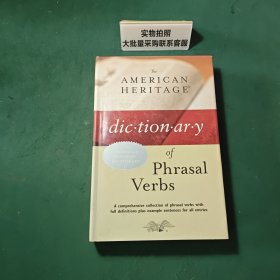 实物拍照
大批量采购联系客服
The
AMERICAN
HERITAGE®
dic·tion·ar·y
of
Phrasal
Verbs
A comprehensive collection of phrasal verbs with
full definitions plus example sentences for all entries